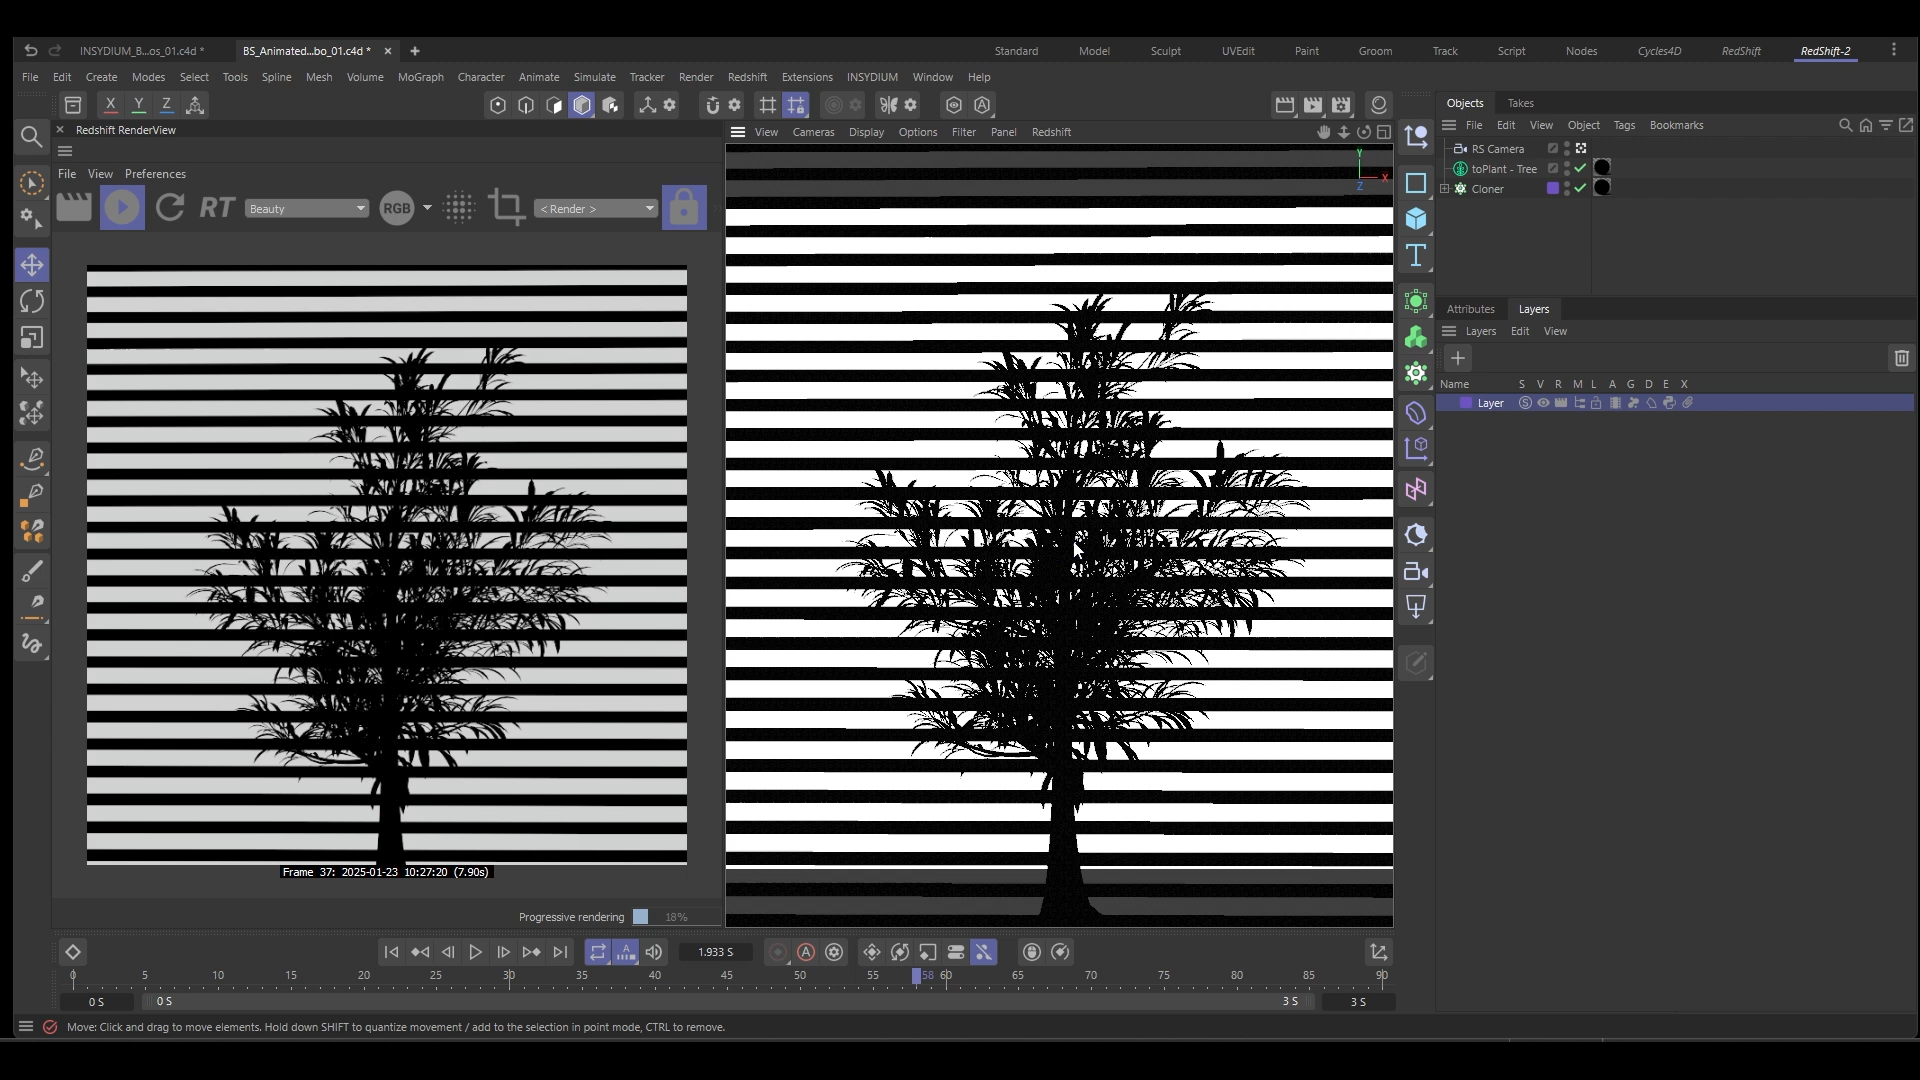 INSYDIUM_B...os_01.c4d *
BS_Animated...bo_01.c4d *
Standard Model Sculpt UVEdit Paint Groom Track Script Nodes Cycles4D RedShift RedShift-2
File Edit Create Modes Select Tools Spline Mesh Volume MoGraph Character Animate Simulate Tracker Render Redshift Extensions INSYDIUM Window Help
X Y Z
Redshift RenderView
File View Preferences
RT Beauty RGB < Render >
View Cameras Display Options Filter Panel Redshift
Y
X
Z
Objects Takes
File Edit View Object Tags Bookmarks
RS Camera
toPlant - Tree
Cloner
Attributes Layers
Layers Edit View
Name S V R M L A G D E X
Layer
Frame 37: 2025-01-23 10:27:20 (7.90s)
Progressive rendering 18%
1.933 S
0 5 10 15 20 25 30 35 40 45 50 55 58 60 65 70 75 80 85 90
0 S 0 S 3 S 3 S
Move: Click and drag to move elements. Hold down SHIFT to quantize movement / add to the selection in point mode, CTRL to remove.